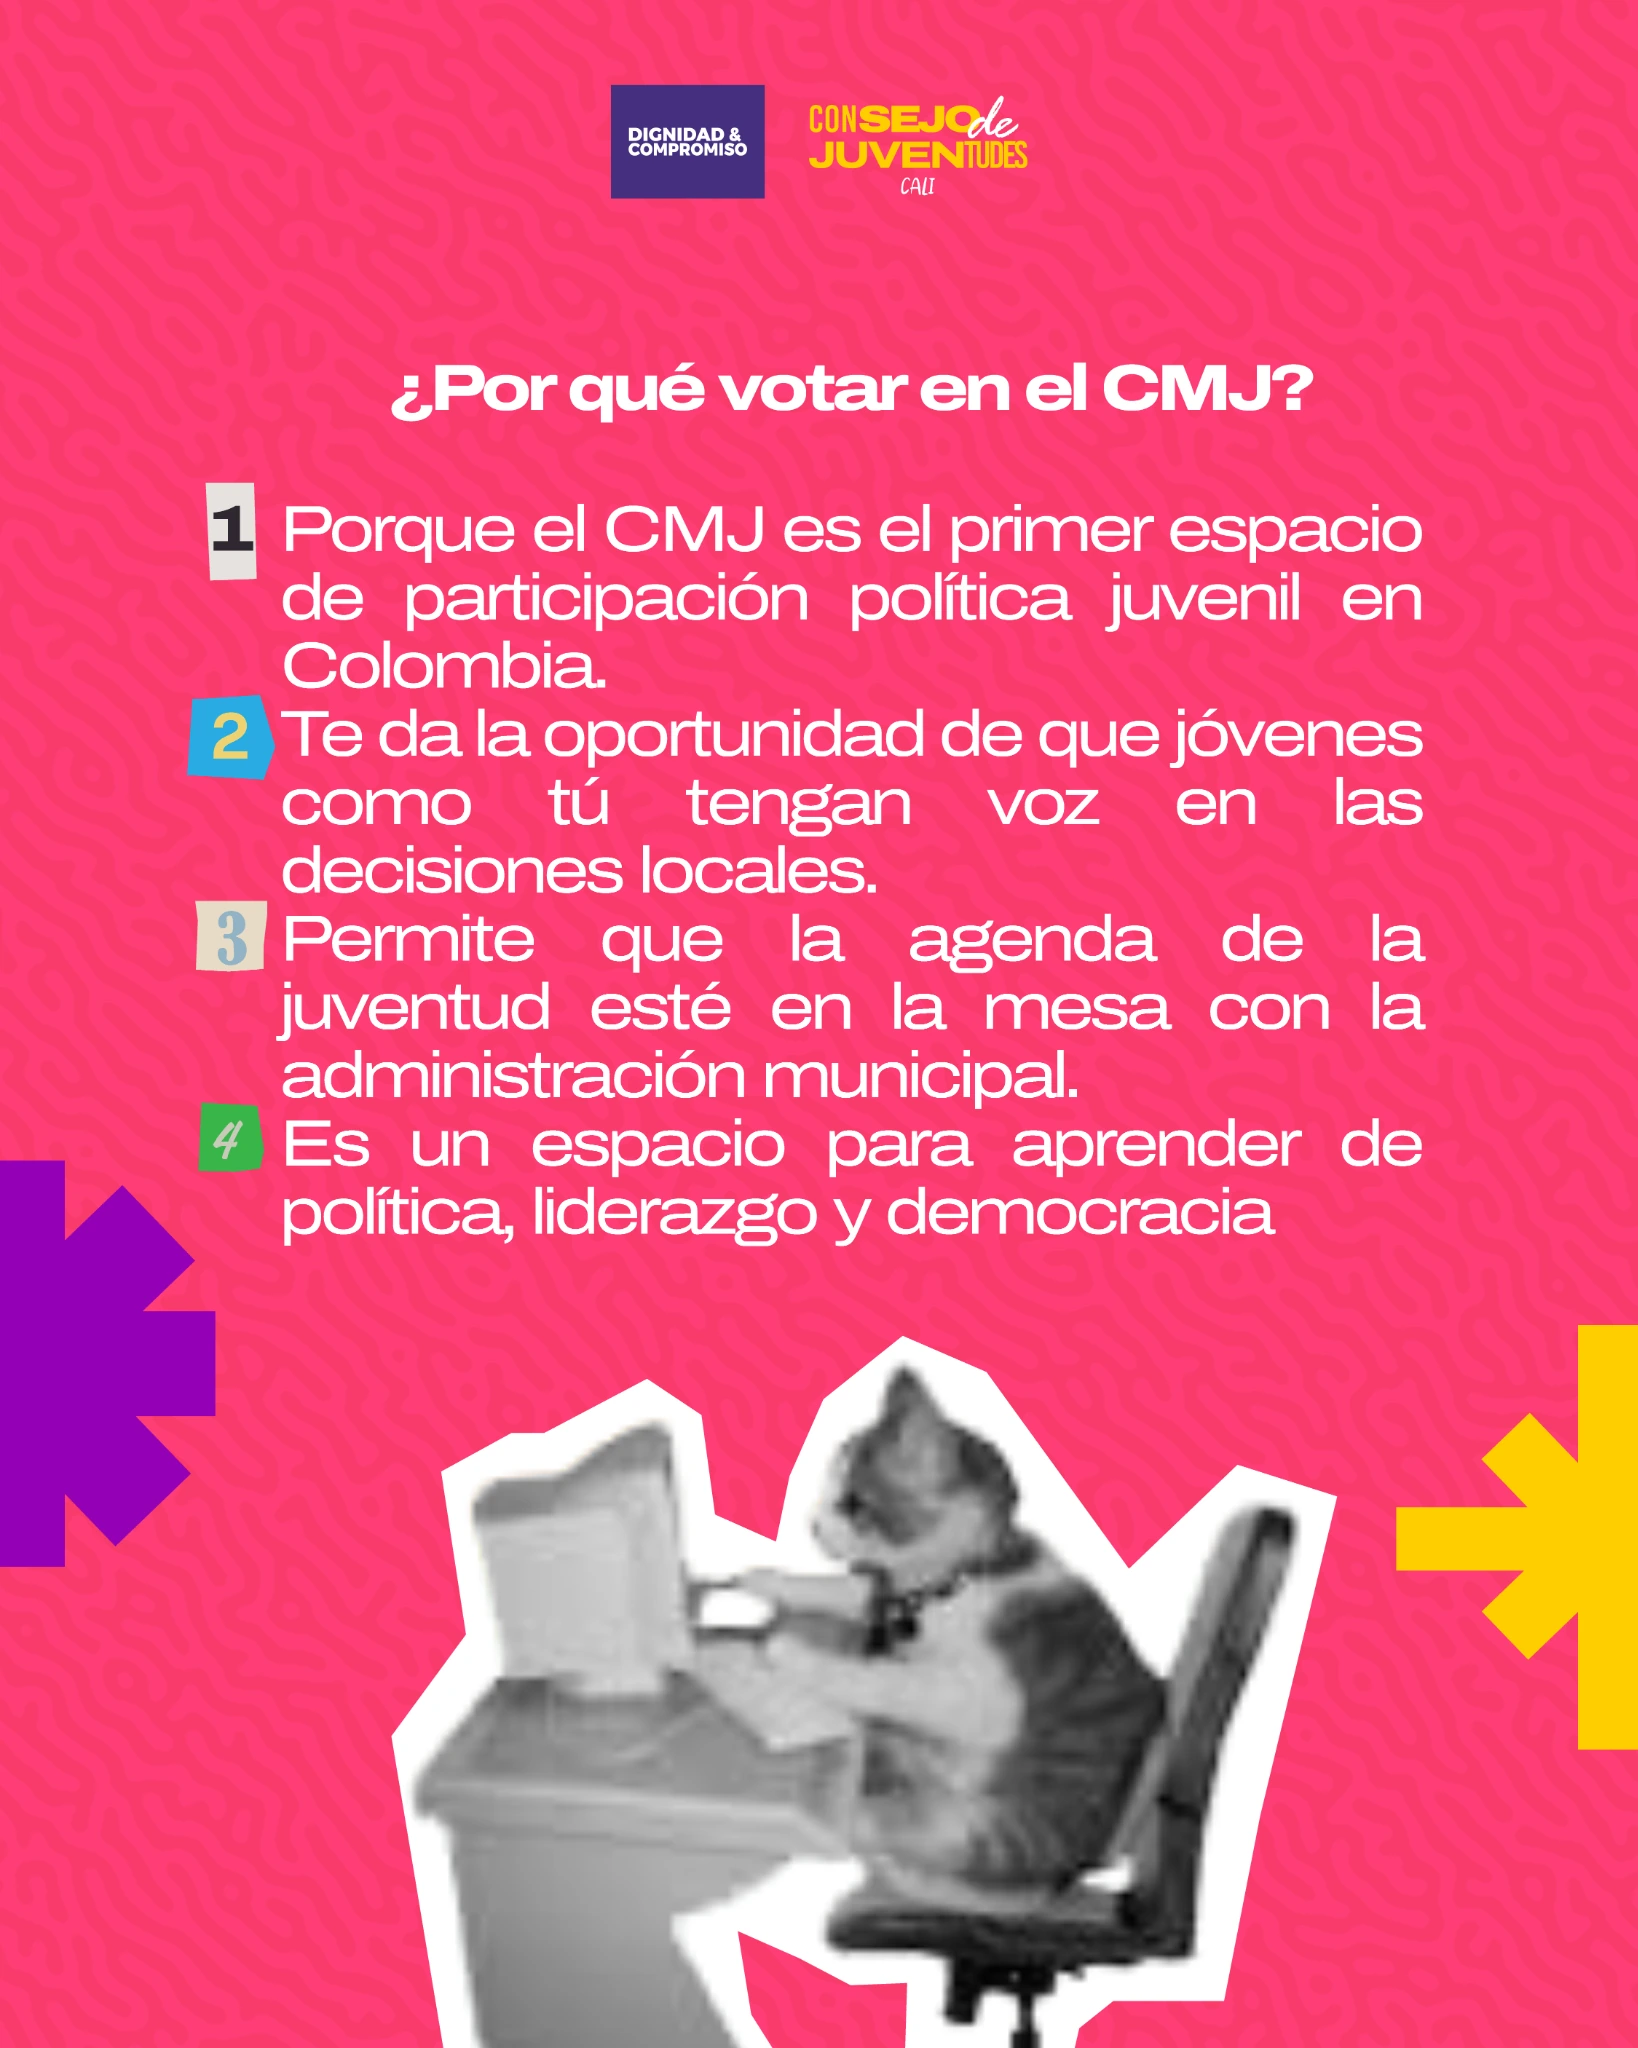 DIGNIDAD &
COMPROMISO
CONSEJO de
JUVENTUDES
CALI
¿Por qué votar en el CMJ?
1 Porque el CMJ es el primer espacio
de participación política juvenil en
Colombia.
2 Te da la oportunidad de que jóvenes
como tú tengan voz en las
decisiones locales.
3 Permite que la agenda de la
juventud esté en la mesa con la
administración municipal.
4 Es un espacio para aprender de
política, liderazgo y democracia